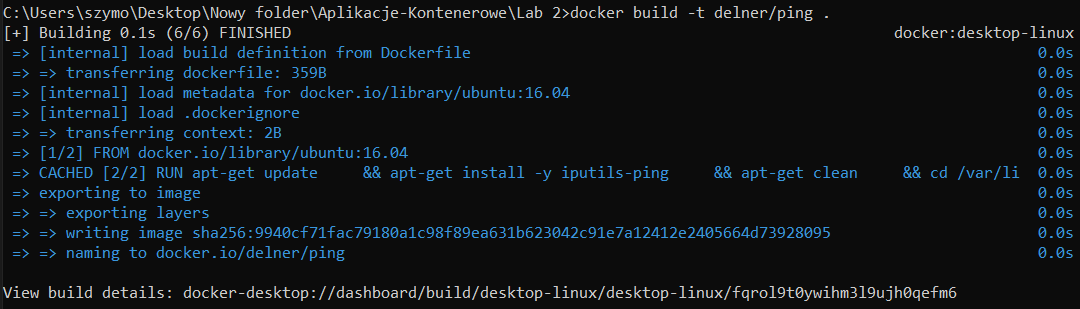 C:\Users\szymo\Desktop\Nowy folder\Aplikacje-Kontenerowe\Lab 2>docker build -t delner/ping .
[+] Building 0.1s (6/6) FINISHED docker:desktop-linux
=> [internal] load build definition from Dockerfile 0.0s
=> => transferring dockerfile: 359B 0.0s
=> [internal] load metadata for docker.io/library/ubuntu:16.04 0.0s
=> [internal] load .dockerignore 0.0s
=> => transferring context: 2B 0.0s
=> [1/2] FROM docker.io/library/ubuntu:16.04 0.0s
=> CACHED [2/2] RUN apt-get update     && apt-get install -y iputils-ping     && apt-get clean     && cd /var/li 0.0s
=> exporting to image 0.0s
=> => exporting layers 0.0s
=> => writing image sha256:9940cf71fac79180a1c98f89ea631b623042c91e7a12412e2405664d73928095 0.0s
=> => naming to docker.io/delner/ping 0.0s
View build details: docker-desktop://dashboard/build/desktop-linux/desktop-linux/fqrol9t0ywihm3l9ujh0qefm6